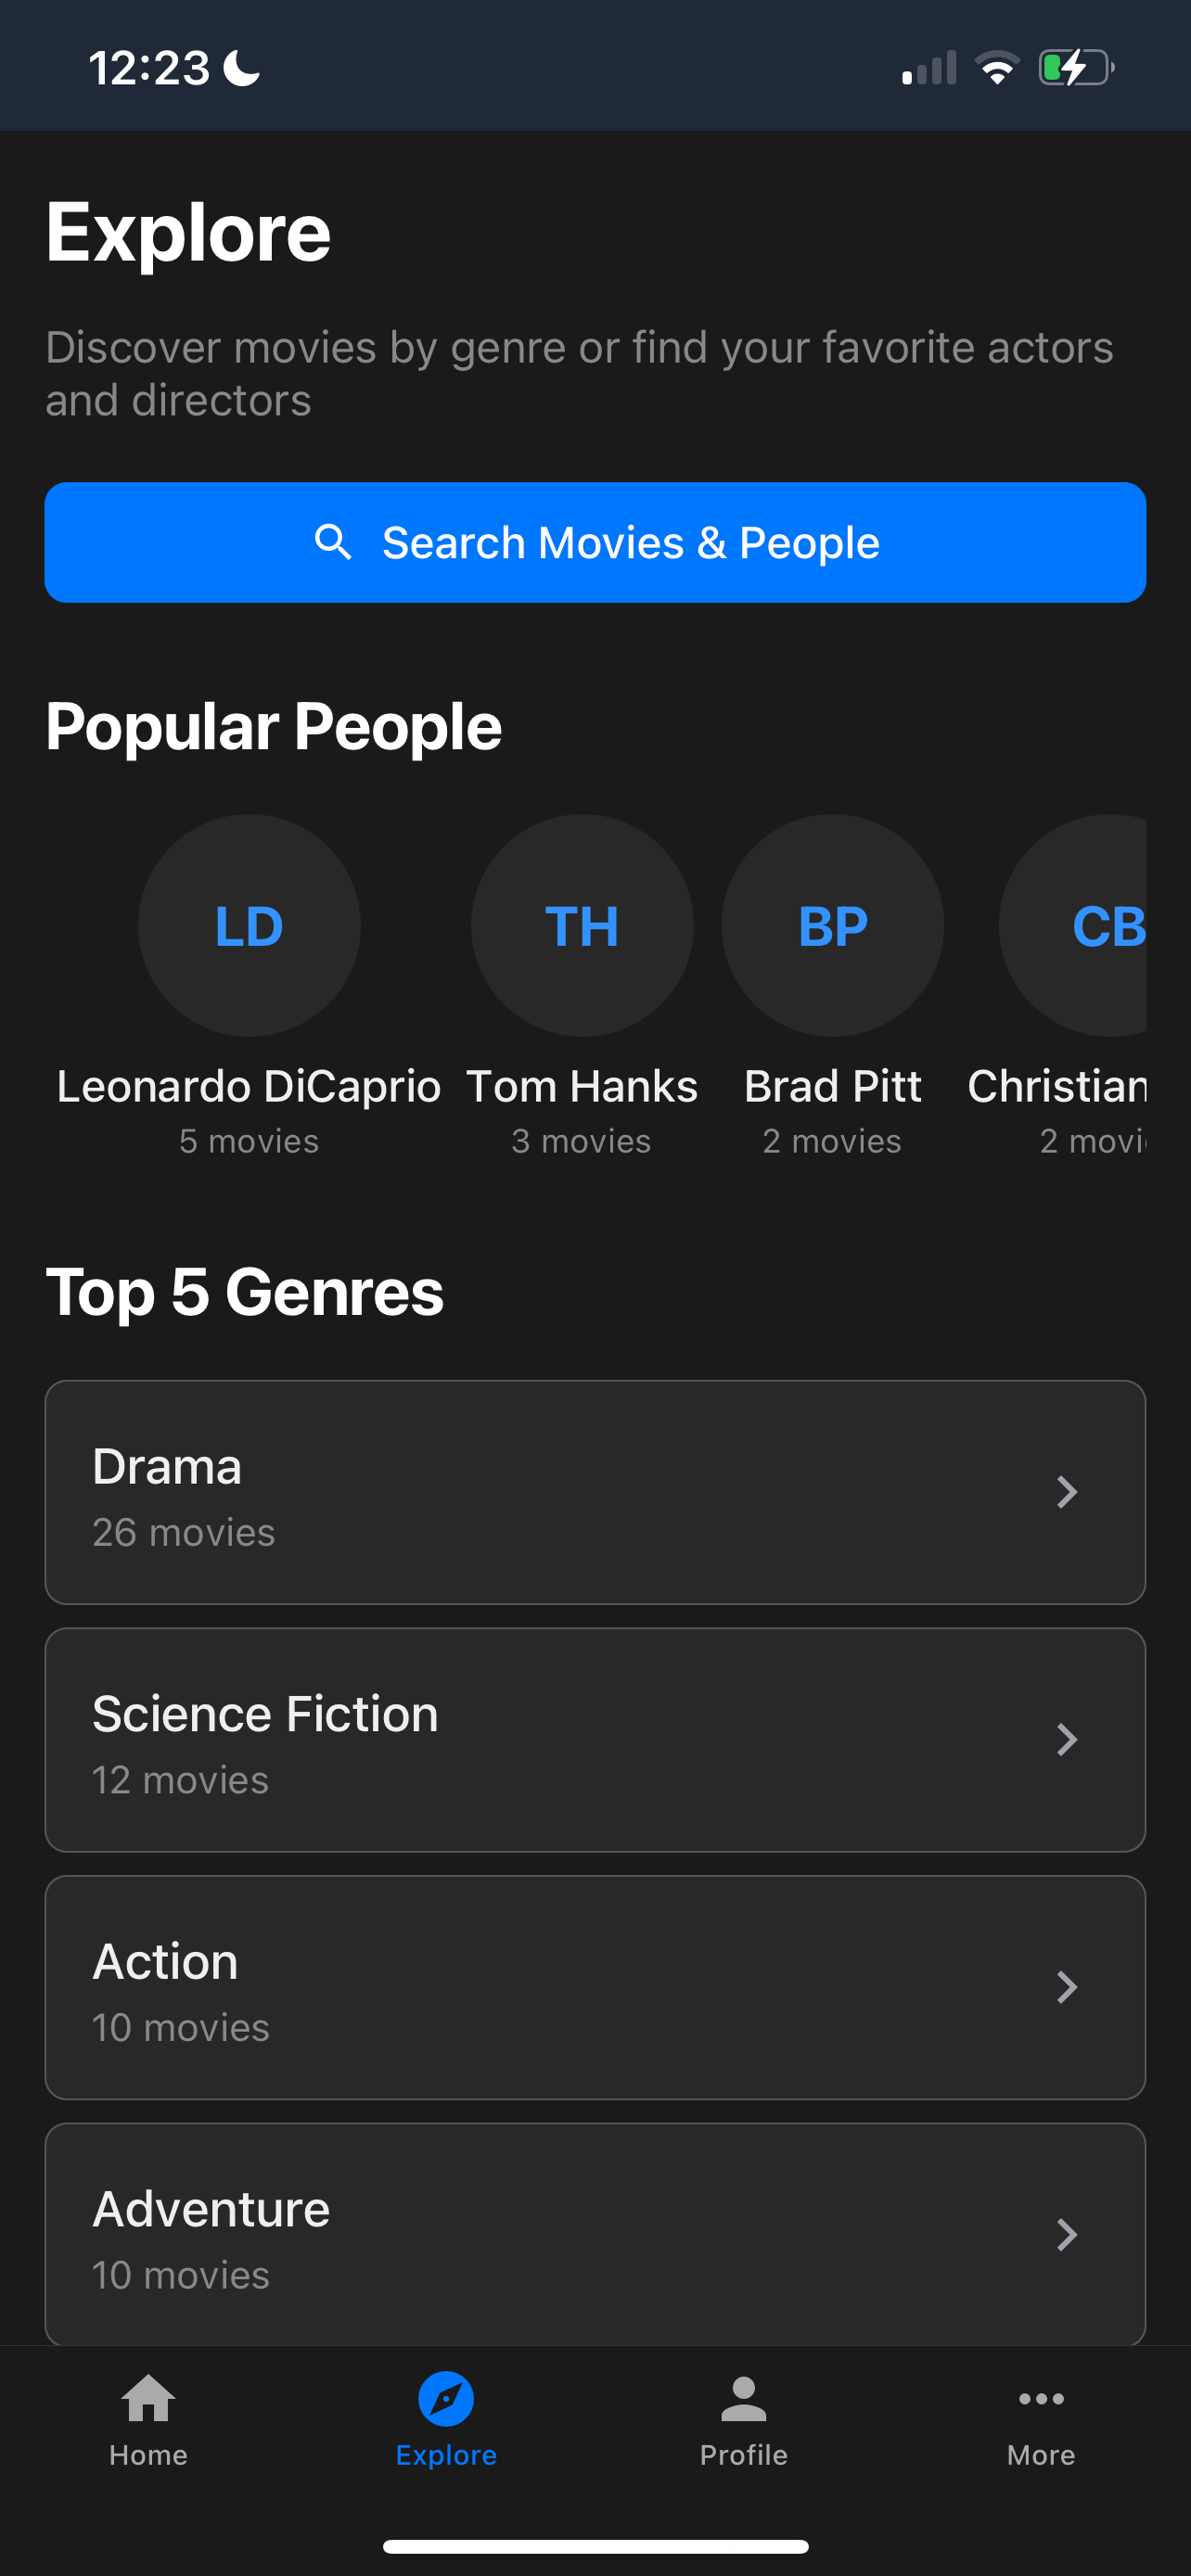 12:23
Explore
Discover movies by genre or find your favorite actors
and directors
Search Movies & People
Popular People
LD TH BP CB
Leonardo DiCaprio Tom Hanks Brad Pitt Christian
5 movies 3 movies 2 movies 2 movi
Top 5 Genres
Drama
26 movies
Science Fiction
12 movies
Action
10 movies
Adventure
10 movies
Home Explore Profile More